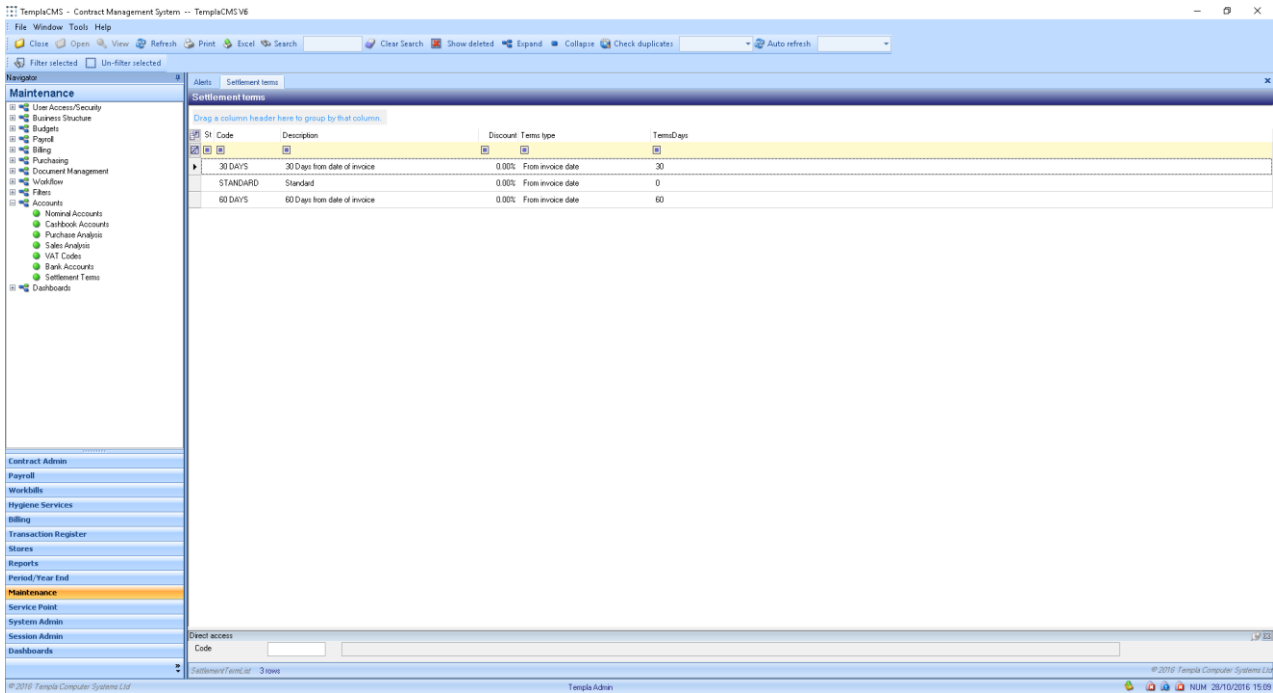 TemplaCMS - Contract Management System -- TemplaCMS V6
File Window Tools Help
Close Open View Refresh Print Excel Search Clear Search Show deleted Expand Collapse Check duplicates Auto refresh
Filter selected Un-filter selected
Navigator
Maintenance
User Access/Security
Business Structure
Budgets
Payroll
Billing
Purchasing
Document Management
Workflow
Filters
Accounts
Nominal Accounts
Cashbook Accounts
Purchase Analysis
Sales Analysis
VAT Codes
Bank Accounts
Settlement Terms
Dashboards
Contract Admin
Payroll
Workbills
Hygiene Services
Billing
Transaction Register
Stores
Reports
Period/Year End
Maintenance
Service Point
System Admin
Session Admin
Dashboards
Alerts Settlement terms
Settlement terms
Drag a column header here to group by that column.
St Code Description Discount Terms type TermsDays
30 DAYS 30 Days from date of invoice 0.00% From invoice date 30
STANDARD Standard 0.00% From invoice date 0
60 DAYS 60 Days from date of invoice 0.00% From invoice date 60
Direct access
Code
SettlementTermList 3 rows © 2016 Templa Computer Systems Ltd
© 2016 Templa Computer Systems Ltd Templa Admin NUM 28/10/2016 15:09